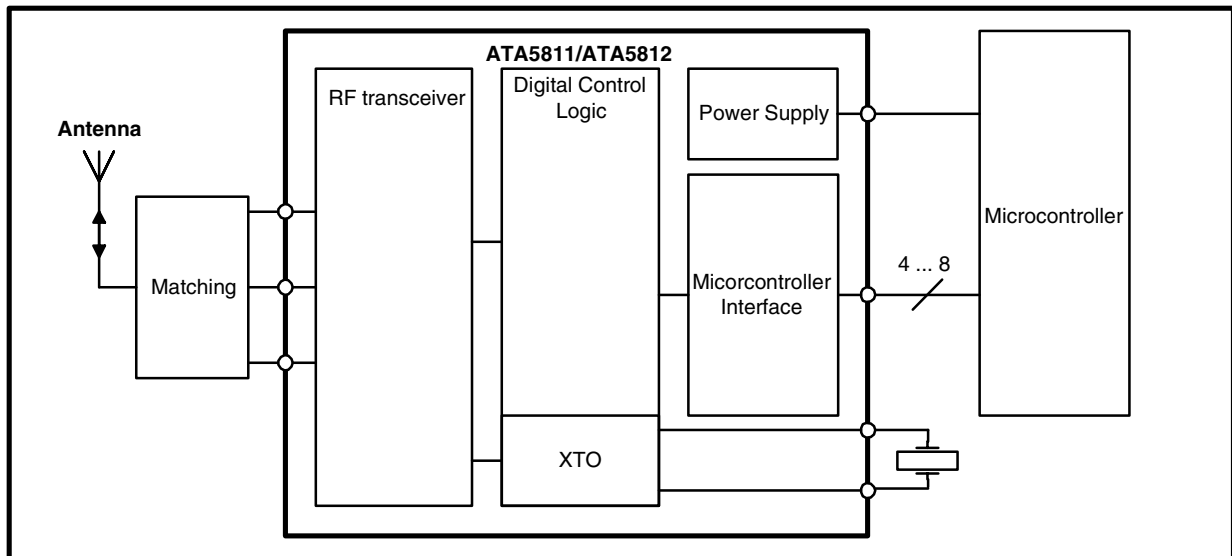 ATA5811/ATA5812
RF transceiver
Digital Control
Logic
Power Supply
Antenna
Matching
Micorcontroller
Interface
4 ... 8
Microcontroller
XTO